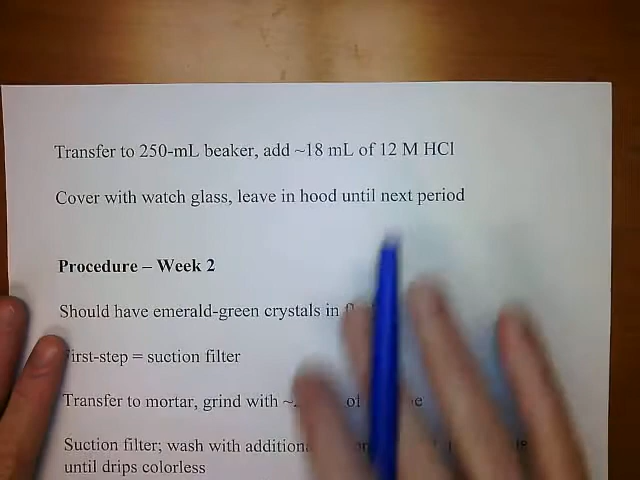 Transfer to 250-mL beaker, add ~18 mL of 12 M HCl
Cover with watch glass, leave in hood until next period
Procedure – Week 2
Should have emerald-green crystals in
First-step = suction filter
Transfer to mortar, grind with of
Suction filter; wash with
until drips colorless